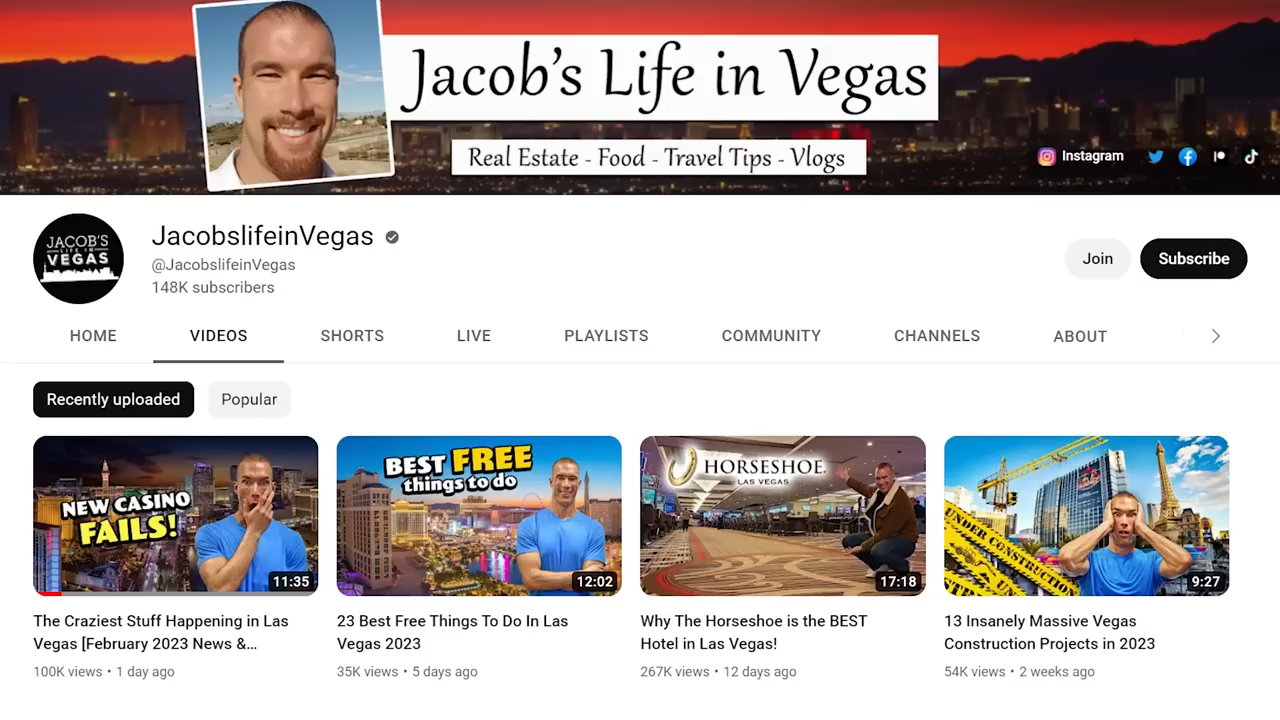 Jacob's Life in Vegas
Real Estate - Food - Travel Tips - Vlogs
Instagram
JACOB'S
LIFE IN
VEGAS
JacobslifeinVegas
@JacobslifeinVegas
148K subscribers
Join
Subscribe
HOME
VIDEOS
SHORTS
LIVE
PLAYLISTS
COMMUNITY
CHANNELS
ABOUT
Recently uploaded
Popular
NEW CASINO
FAILS!
11:35
BEST FREE
things to do
12:02
HORSESHOE
LAS VEGAS
17:18
UNDER CONSTRUCTION
9:27
The Craziest Stuff Happening in Las
Vegas [February 2023 News &...
100K views • 1 day ago
23 Best Free Things To Do In Las
Vegas 2023
35K views • 5 days ago
Why The Horseshoe is the BEST
Hotel in Las Vegas!
267K views • 12 days ago
13 Insanely Massive Vegas
Construction Projects in 2023
54K views • 2 weeks ago